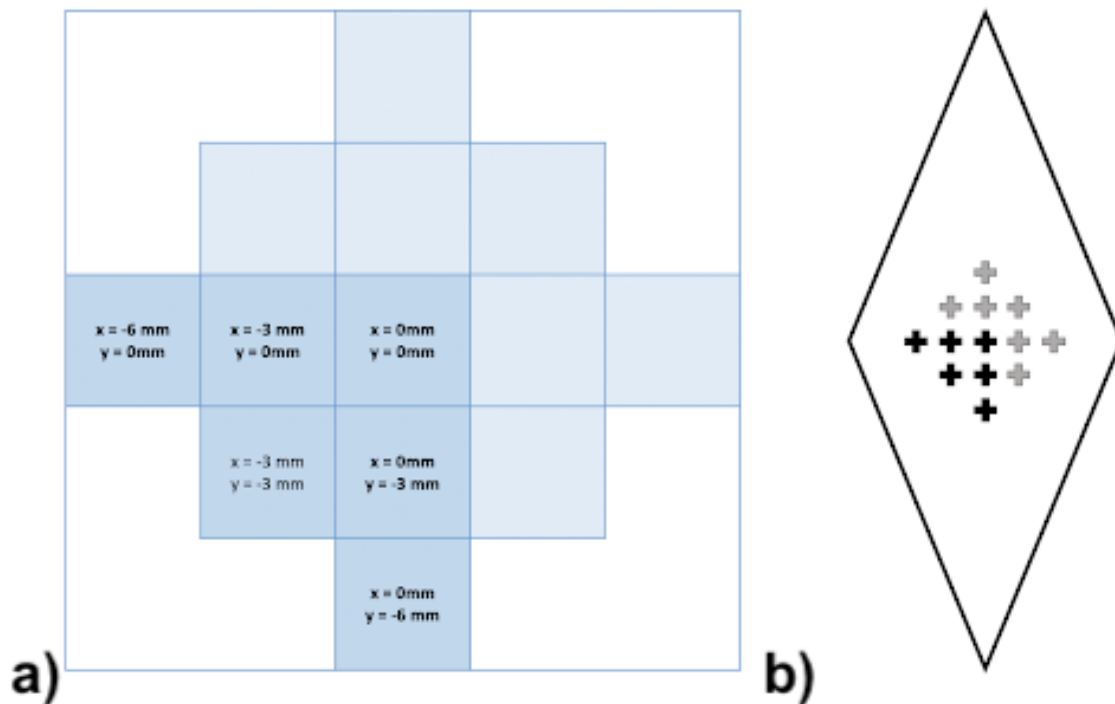 x = -6 mm
y = 0mm
x = -3 mm
y = 0mm
x = 0mm
y = 0mm
x = -3 mm
y = -3 mm
x = 0mm
y = -3 mm
x = 0mm
y = -6 mm
a)
b)